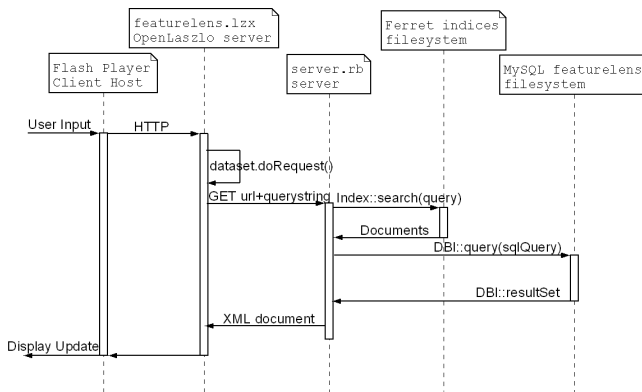 featurelens.lzx
OpenLaszlo server
Ferret indices
filesystem
Flash Player
Client Host
server.rb
server
MySQL featurelens
filesystem
User Input
HTTP
dataset.doRequest()
GET url+querystring
Index::search(query)
Documents
DBI::query(sqlQuery)
DBI::resultSet
XML document
Display Update